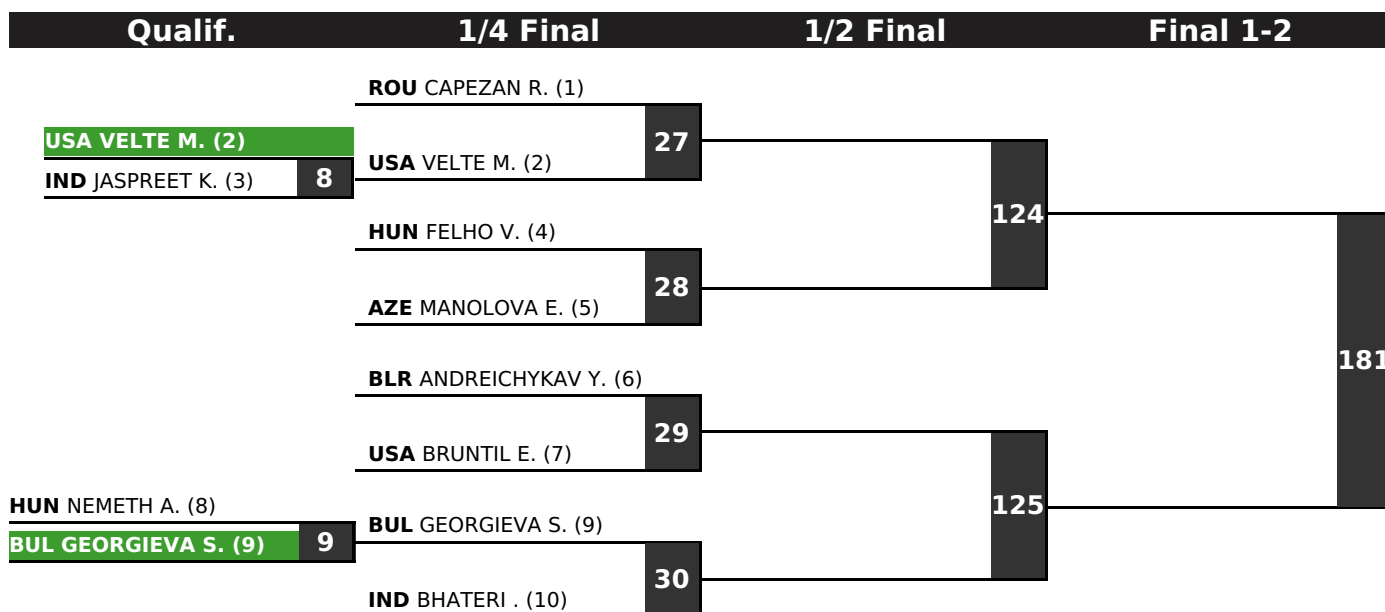 Qualif. 1/4 Final 1/2 Final Final 1-2
ROU CAPEZAN R. (1)
USA VELTE M. (2)
27
USA VELTE M. (2)
IND JASPREET K. (3) 8
124
HUN FELHO V. (4)
28
AZE MANOLOVA E. (5)
181
BLR ANDREICHYKAV Y. (6)
29
USA BRUNTIL E. (7)
HUN NEMETH A. (8)
125
BUL GEORGIEVA S. (9)
BUL GEORGIEVA S. (9) 9
30
IND BHATERI . (10)